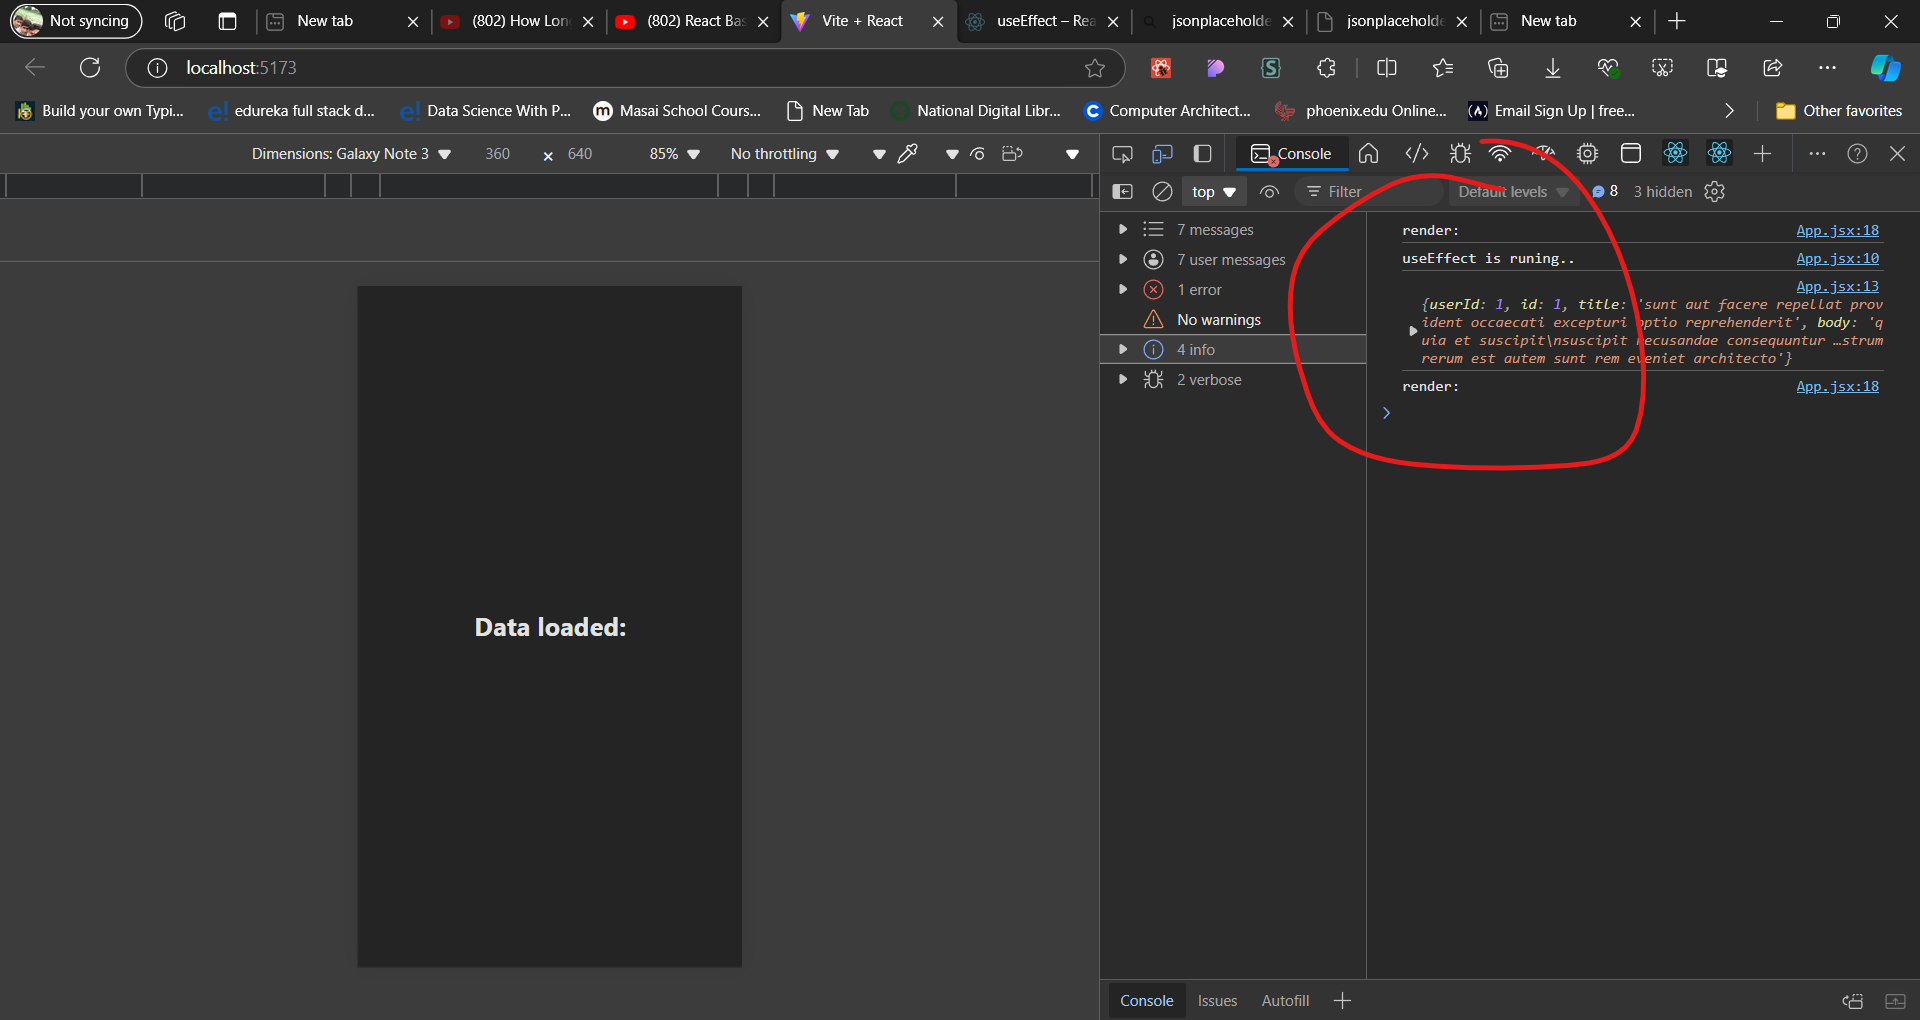 Not syncing
New tab
(802) How Lon
(802) React Bas
Vite + React
useEffect – Rea
jsonplaceholde
jsonplaceholde
New tab
localhost:5173
Build your own Typi...
edureka full stack d...
Data Science With P...
Masai School Cours...
New Tab
National Digital Libr...
Computer Architect...
phoenix.edu Online...
Email Sign Up | free...
Other favorites
Dimensions: Galaxy Note 3
360 × 640
85%
No throttling
Console
top
Filter
Default levels
8
3 hidden
7 messages
7 user messages
1 error
No warnings
4 info
2 verbose
render: App.jsx:18
useEffect is runing.. App.jsx:10
App.jsx:13
{userId: 1, id: 1, title: 'sunt aut facere repellat prov
ident occaecati excepturi optio reprehenderit', body: 'q
uia et suscipit\nsuscipit recusandae consequuntur …strum
rerum est autem sunt rem eveniet architecto'}
render: App.jsx:18
Data loaded:
Console
Issues
Autofill